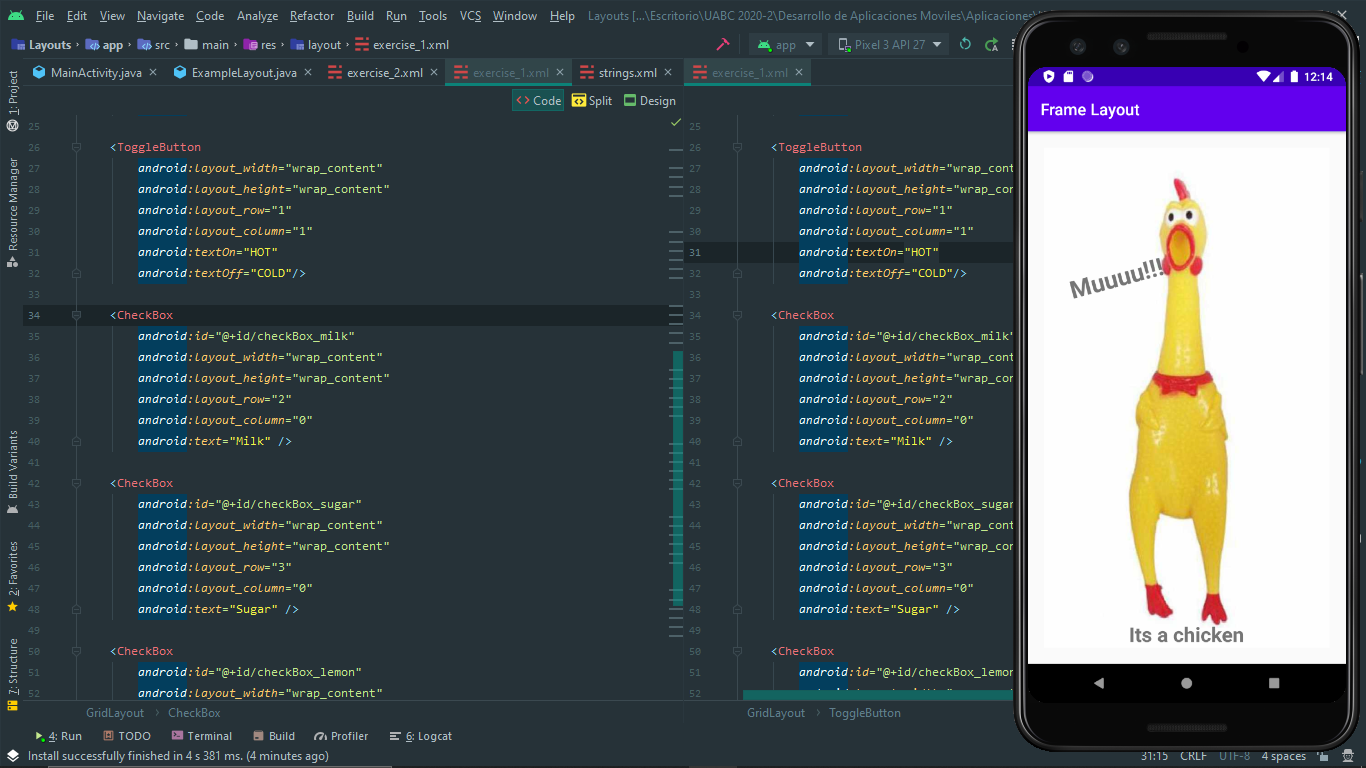 File Edit View Navigate Code Analyze Refactor Build Run Tools VCS Window Help Layouts [...\Escritorio\UABC 2020-2\Desarrollo de Aplicaciones Moviles\Aplicaciones\
Layouts app src main res layout exercise_1.xml app Pixel 3 API 27
MainActivity.java ExampleLayout.java exercise_2.xml exercise_1.xml strings.xml exercise_1.xml
Code Split Design
1: Project
Resource Manager
Build Variants
2: Favorites
7: Structure
25
26 <ToggleButton
27 android:layout_width="wrap_content"
28 android:layout_height="wrap_content"
29 android:layout_row="1"
30 android:layout_column="1"
31 android:textOn="HOT"
32 android:textOff="COLD"/>
33
34 <CheckBox
35 android:id="@+id/checkBox_milk"
36 android:layout_width="wrap_content"
37 android:layout_height="wrap_content"
38 android:layout_row="2"
39 android:layout_column="0"
40 android:text="Milk" />
41
42 <CheckBox
43 android:id="@+id/checkBox_sugar"
44 android:layout_width="wrap_content"
45 android:layout_height="wrap_content"
46 android:layout_row="3"
47 android:layout_column="0"
48 android:text="Sugar" />
49
50 <CheckBox
51 android:id="@+id/checkBox_lemon"
52 android:layout_width="wrap_content"
GridLayout CheckBox
25
26 <ToggleButton
27 android:layout_width="wrap_cont
28 android:layout_height="wrap_con
29 android:layout_row="1"
30 android:layout_column="1"
31 android:textOn="HOT"
32 android:textOff="COLD"/>
33
34 <CheckBox
35 android:id="@+id/checkBox_milk"
36 android:layout_width="wrap_cont
37 android:layout_height="wrap_con
38 android:layout_row="2"
39 android:layout_column="0"
40 android:text="Milk" />
41
42 <CheckBox
43 android:id="@+id/checkBox_sugar
44 android:layout_width="wrap_cont
45 android:layout_height="wrap_con
46 android:layout_row="3"
47 android:layout_column="0"
48 android:text="Sugar" />
49
50 <CheckBox
51 android:id="@+id/checkBox_lemon
52
GridLayout ToggleButton
12:14
Frame Layout
Muuuu!!!
Its a chicken
4: Run TODO Terminal Build Profiler 6: Logcat
Install successfully finished in 4 s 381 ms. (4 minutes ago) 31:15 CRLF UTF-8 4 spaces